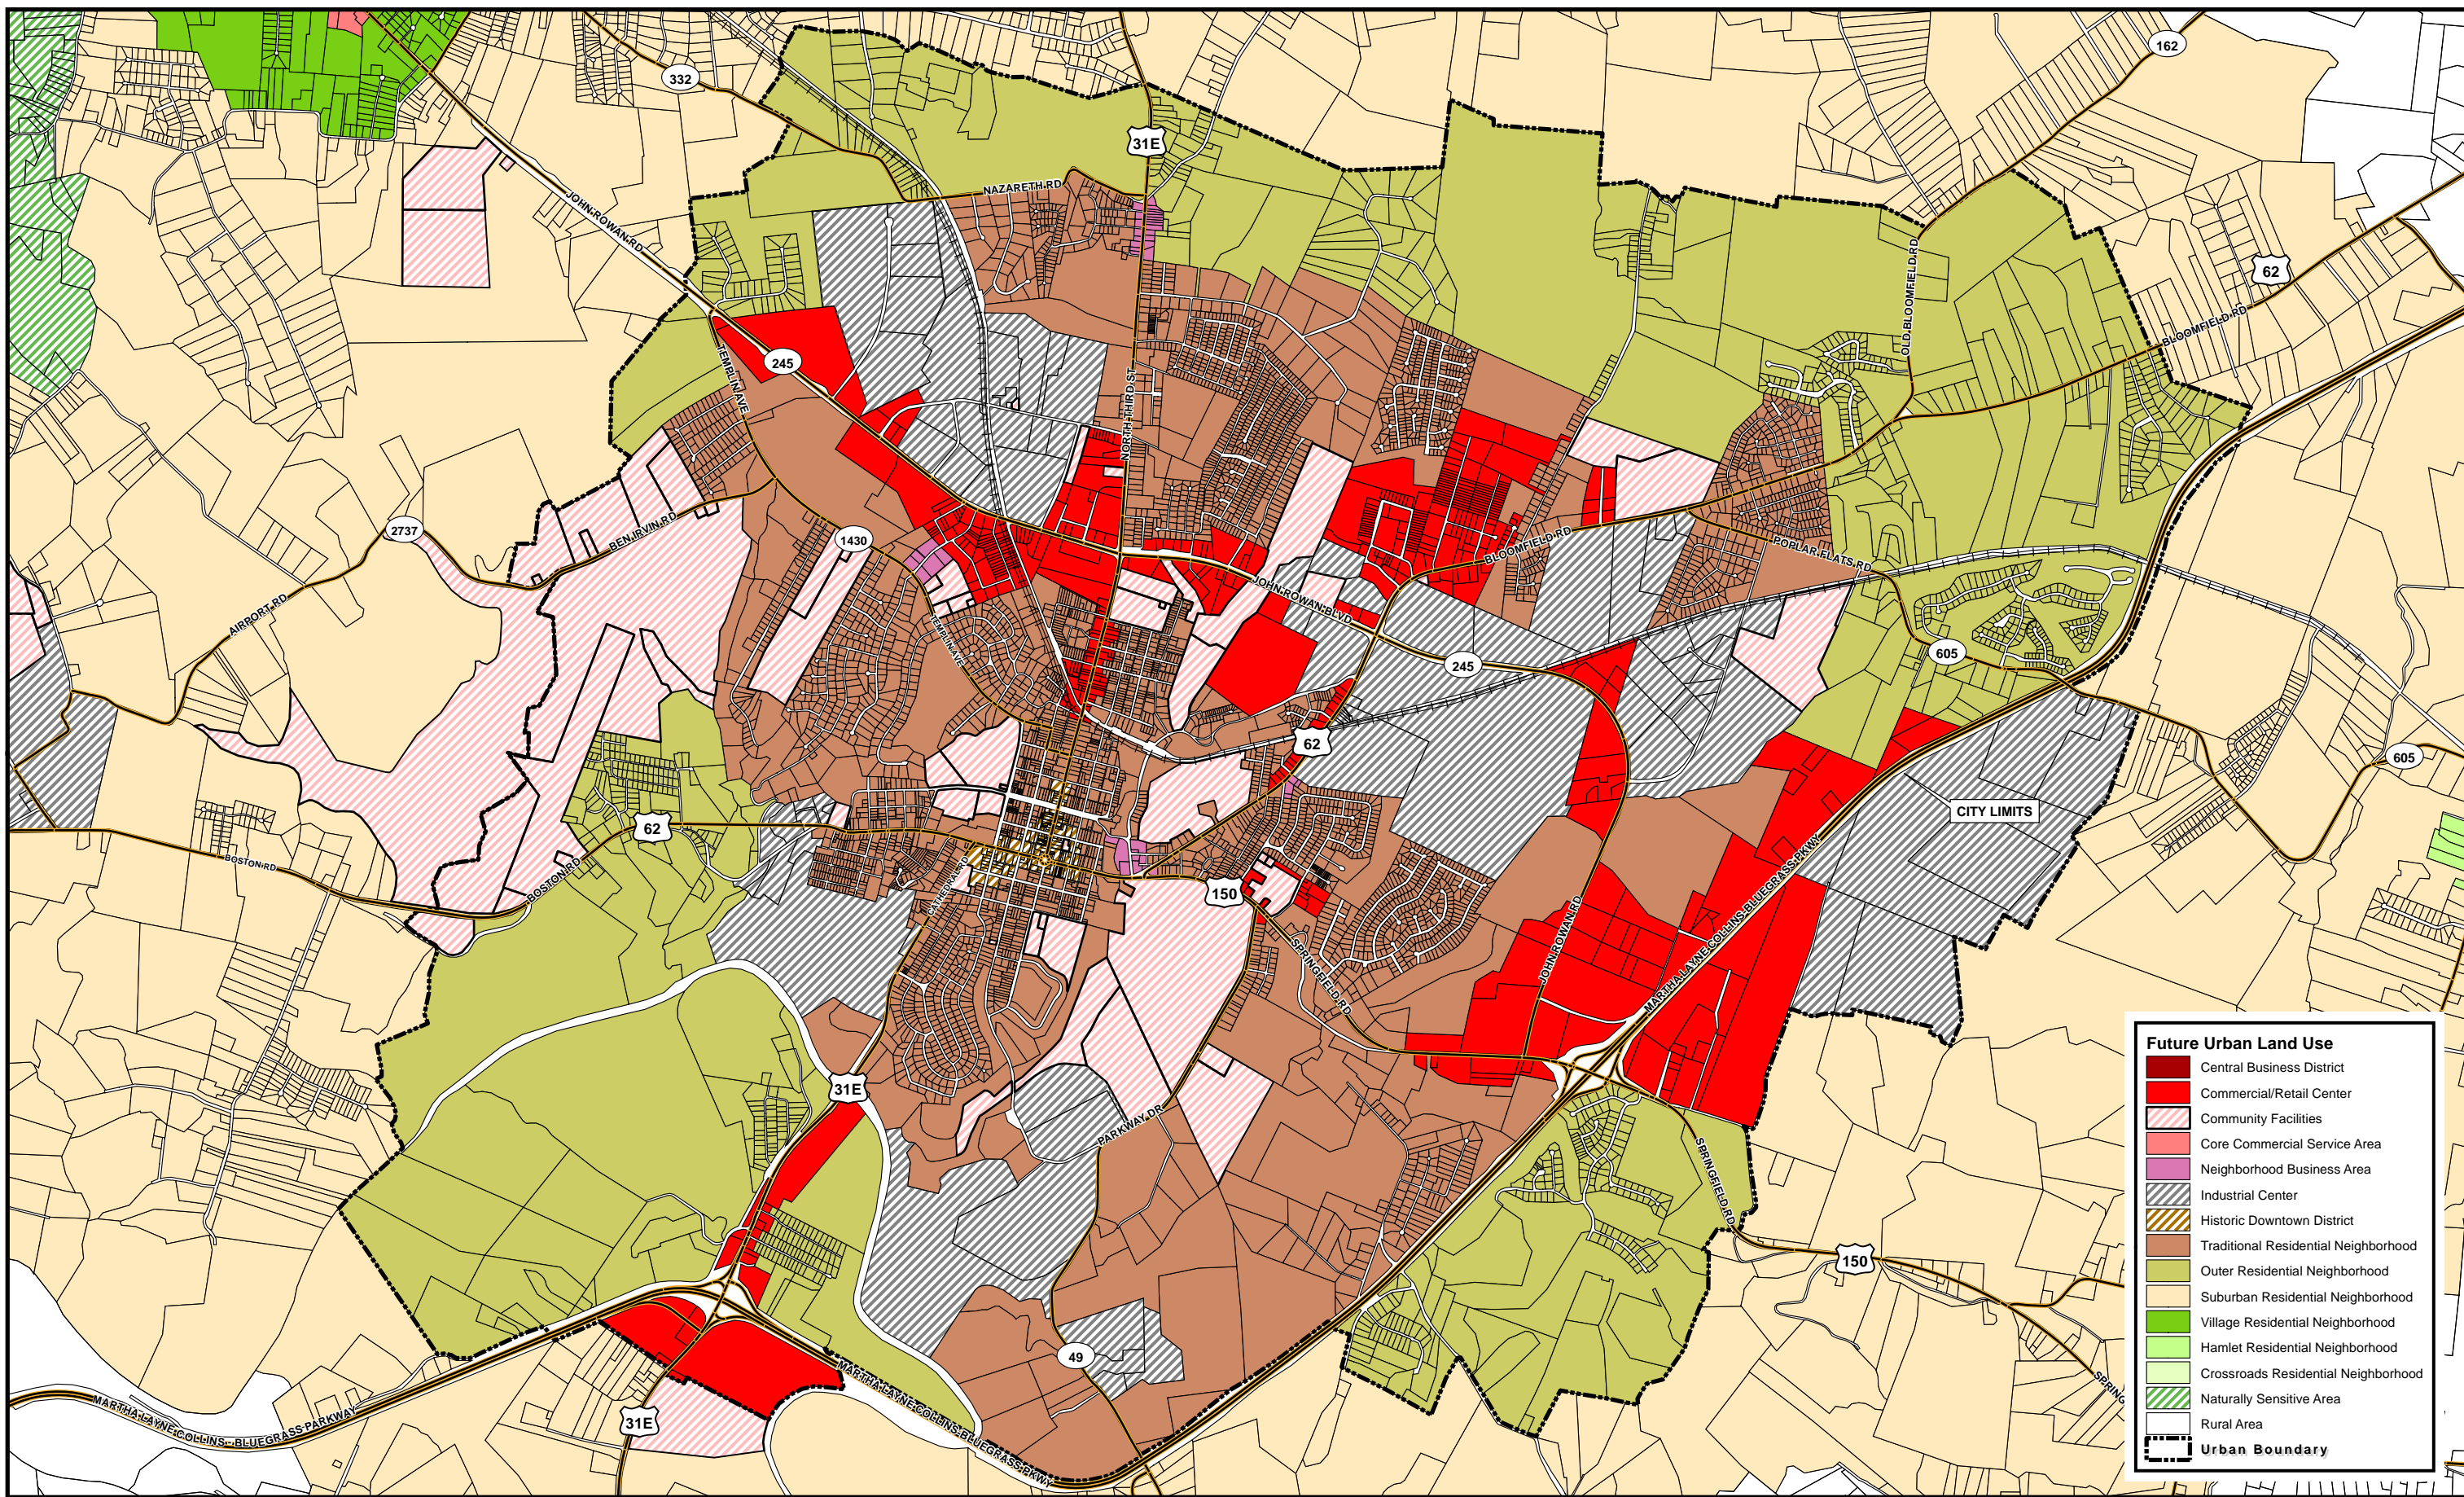 162
332
31E
NAZARETH RD
JOHN ROWAN RD
62
OLD BLOOMFIELD RD
BLOOMFIELD RD
245
TEMPLIN AVE
NORTH THIRD ST
2737
BEN IRVIN RD
1430
BLOOMFIELD RD
POPLAR FLATS RD
JOHN ROWAN BLVD
AIRPORT RD
TEMPLIN AVE
245
605
62
605
CITY LIMITS
62
BOSTON RD
BOSTON RD
CATHEDRAL RD
150
MARTHA LAYNE COLLINS BLUEGRASS PKWY
JOHN ROWAN RD
SPRINGFIELD RD
31E
PARKWAY DR
SPRINGFIELD RD
150
49
MARTHA LAYNE COLLINS BLUEGRASS PKWY
31E
MARTHA LAYNE COLLINS - BLUEGRASS PARKWAY
SPRING
Future Urban Land Use
Central Business District
Commercial/Retail Center
Community Facilities
Core Commercial Service Area
Neighborhood Business Area
Industrial Center
Historic Downtown District
Traditional Residential Neighborhood
Outer Residential Neighborhood
Suburban Residential Neighborhood
Village Residential Neighborhood
Hamlet Residential Neighborhood
Crossroads Residential Neighborhood
Naturally Sensitive Area
Rural Area
Urban Boundary